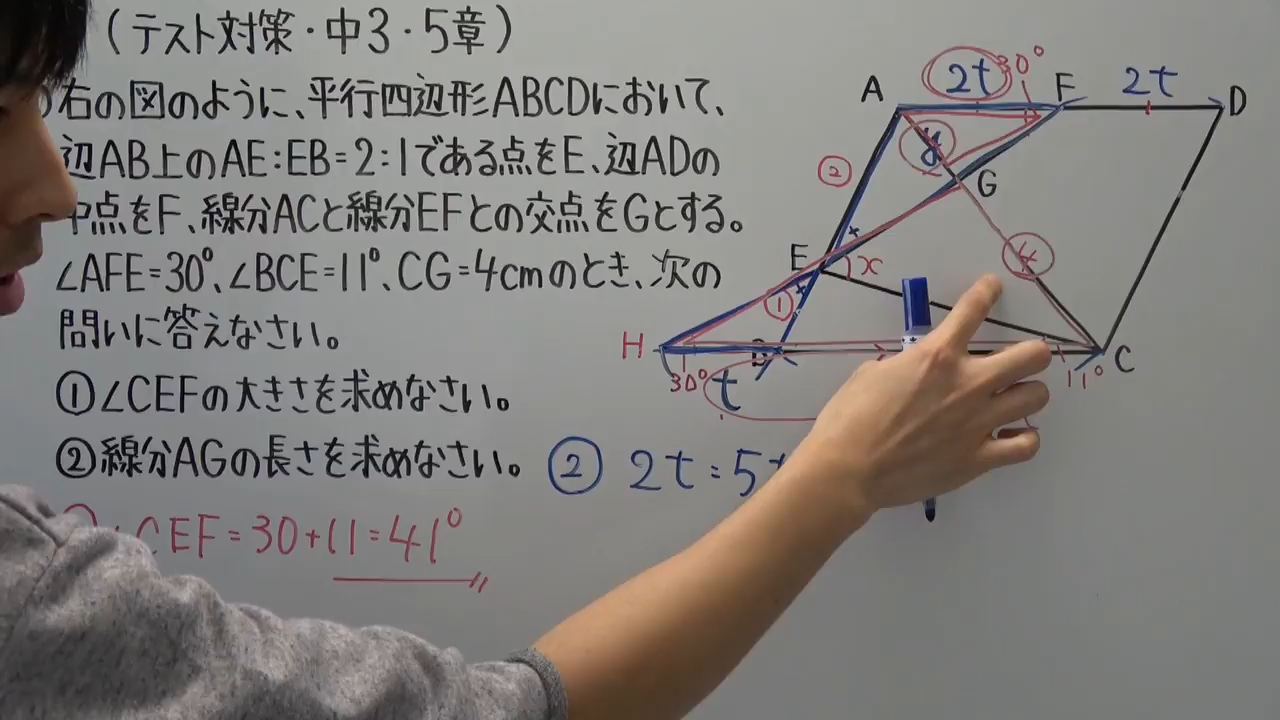 (テスト対策・中3・5章)
右の図のように、平行四辺形ABCDにおいて、
辺AB上のAE:EB=2:1である点をE、辺ADの
点をF、線分ACと線分EFとの交点をGとする。
∠AFE=30°、∠BCE=11°、CG=4cmのとき、次の
問いに答えなさい。
①∠CEFの大きさを求めなさい。
②線分AGの長さを求めなさい。
CEF=30+11=41°
② 2t:5t
A 2t 30° F 2t D
② y G
E x 4
①
H 30° t 11° C